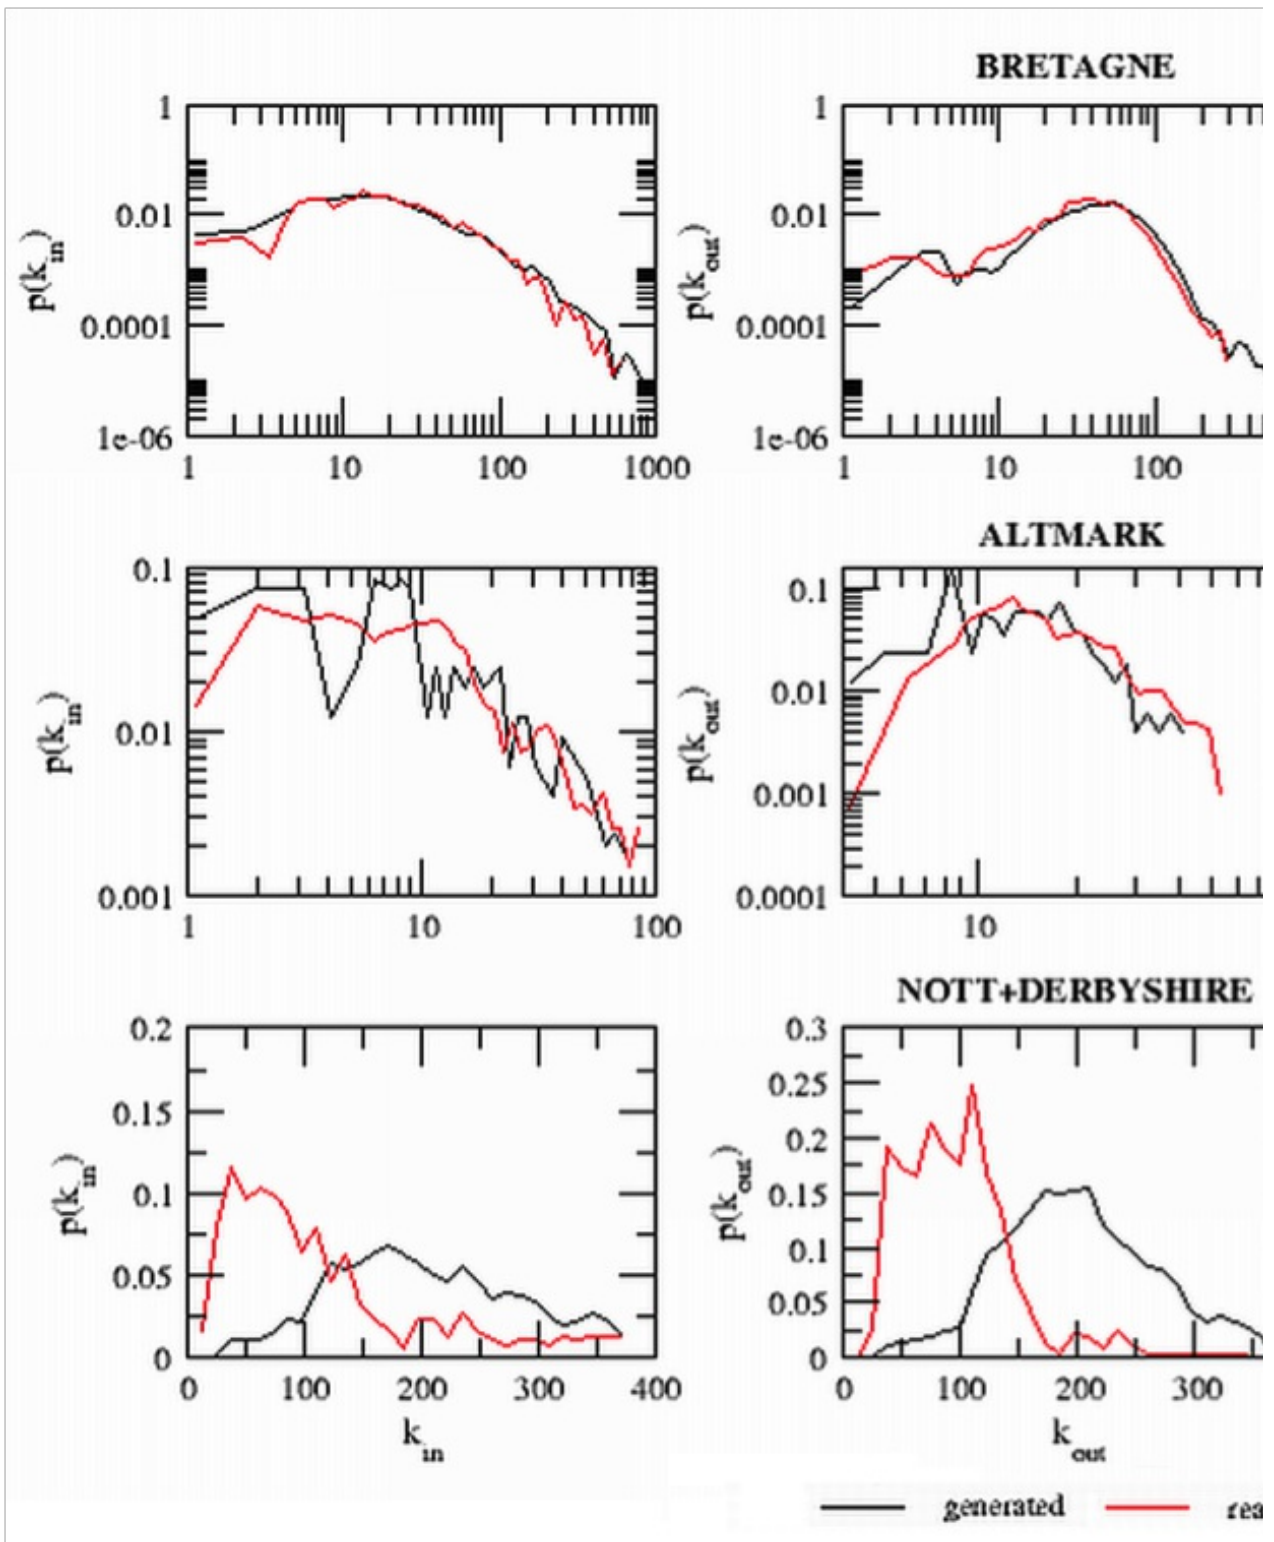 BRETAGNE
1
0.01
0.0001
1e-06
p(k_in)
1 10 100 1000
1
0.01
0.0001
1e-06
p(k_out)
1 10 100
ALTMARK
0.1
0.01
0.001
p(k_in)
1 10 100
0.1
0.01
0.001
0.0001
p(k_out)
10
NOTT+DERBYSHIRE
0.2
0.15
0.1
0.05
0
p(k_in)
0 100 200 300 400
k_in
0.3
0.25
0.2
0.15
0.1
0.05
0
p(k_out)
0 100 200 300
k_out
generated rea